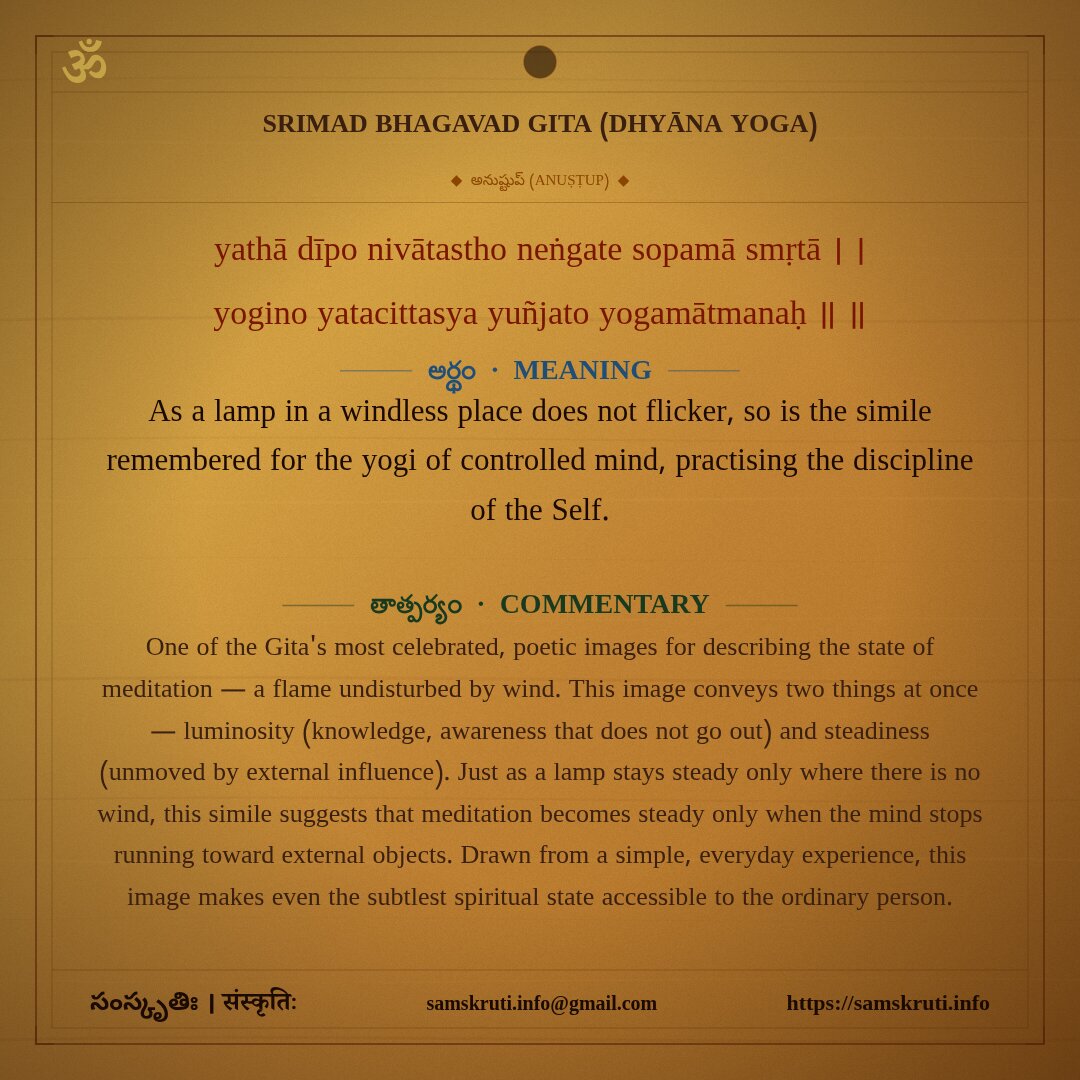 ॐ
SRIMAD BHAGAVAD GITA (DHYĀNA YOGA)
◆ అనుష్టుప్ (ANUṢṬUP) ◆
yathā dīpo nivātastho neṅgate sopamā smṛtā | |
yogino yatacittasya yuñjato yogamātmanaḥ || ||
అర్థం · MEANING
As a lamp in a windless place does not flicker, so is the simile
remembered for the yogi of controlled mind, practising the discipline
of the Self.
తాత్పర్యం · COMMENTARY
One of the Gita's most celebrated, poetic images for describing the state of
meditation — a flame undisturbed by wind. This image conveys two things at once
— luminosity (knowledge, awareness that does not go out) and steadiness
(unmoved by external influence). Just as a lamp stays steady only where there is no
wind, this simile suggests that meditation becomes steady only when the mind stops
running toward external objects. Drawn from a simple, everyday experience, this
image makes even the subtlest spiritual state accessible to the ordinary person.
సంస్కృతిః | संस्कृतिः samskruti.info@gmail.com https://samskruti.info